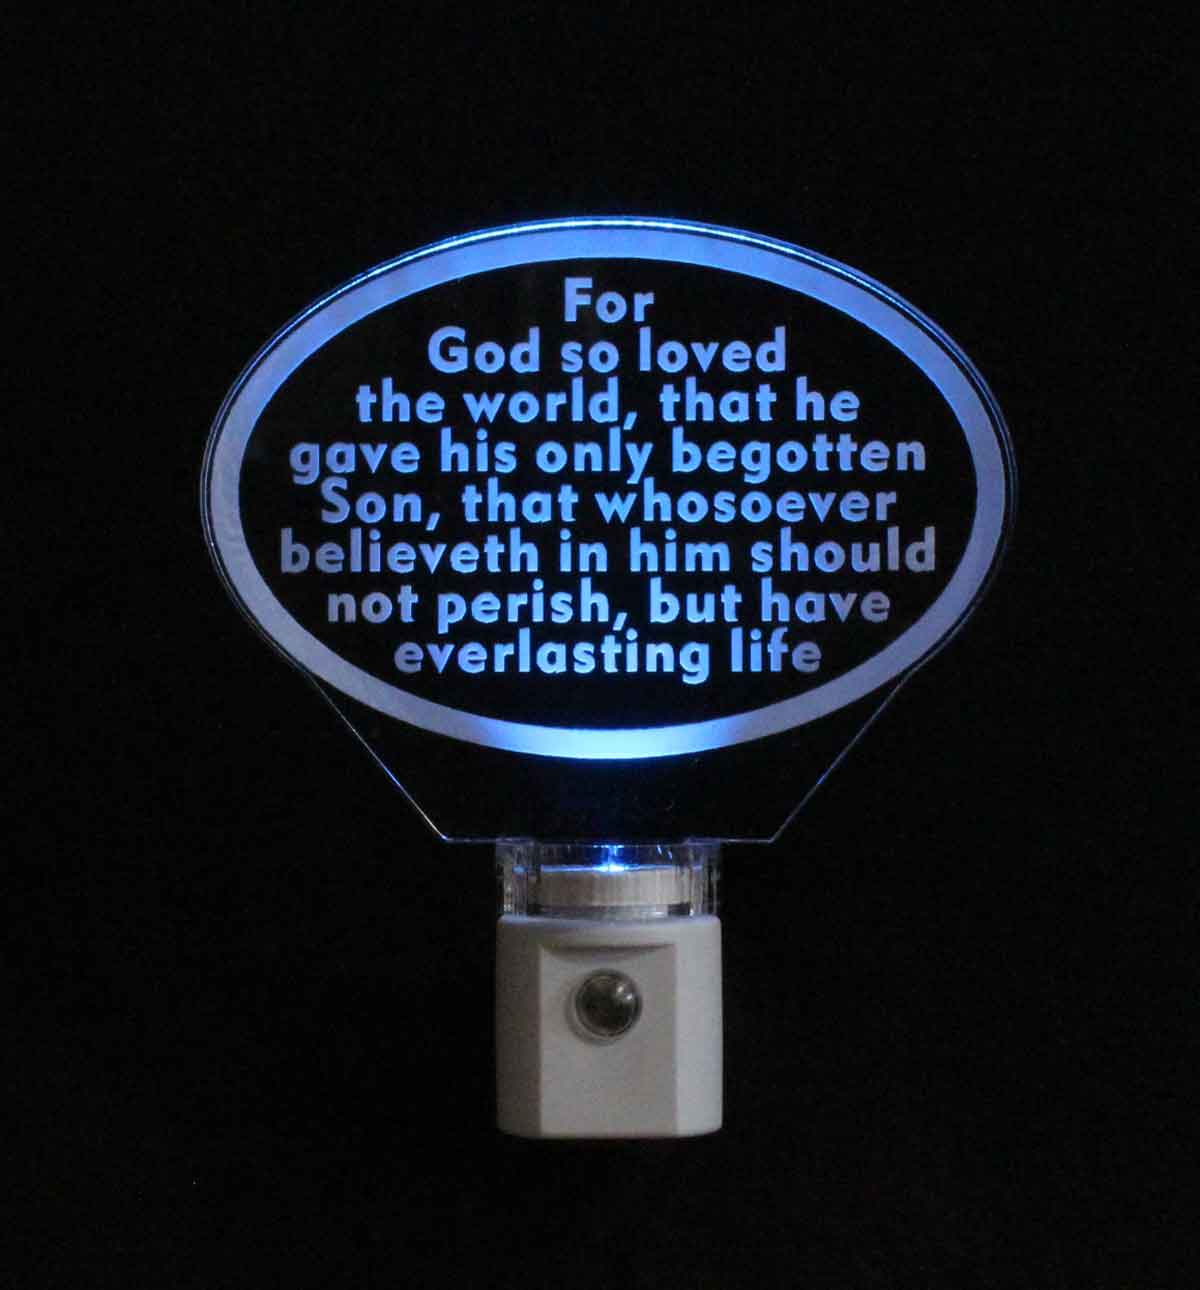 For
God so loved
the world, that he
gave his only begotten
Son, that whosoever
believeth in him should
not perish, but have
everlasting life